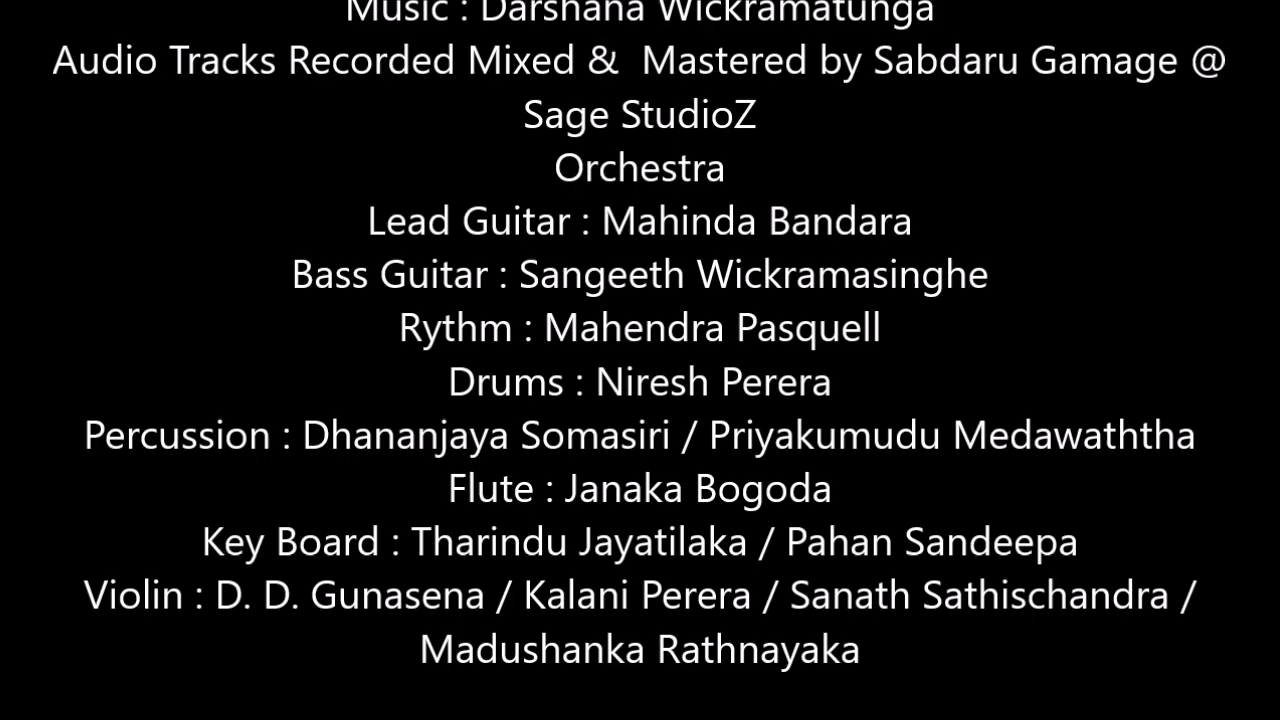 Music : Darshana Wickramatunga
Audio Tracks Recorded Mixed &  Mastered by Sabdaru Gamage @
Sage StudioZ
Orchestra
Lead Guitar : Mahinda Bandara
Bass Guitar : Sangeeth Wickramasinghe
Rythm : Mahendra Pasquell
Drums : Niresh Perera
Percussion : Dhananjaya Somasiri / Priyakumudu Medawaththa
Flute : Janaka Bogoda
Key Board : Tharindu Jayatilaka / Pahan Sandeepa
Violin : D. D. Gunasena / Kalani Perera / Sanath Sathischandra /
Madushanka Rathnayaka